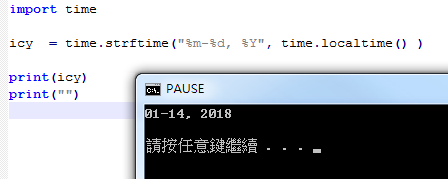 import time
icy  = time.strftime("%m-%d, %Y", time.localtime() )
print(icy)
print("")
C:\. PAUSE
01-14, 2018
請按任意鍵繼續 . . .